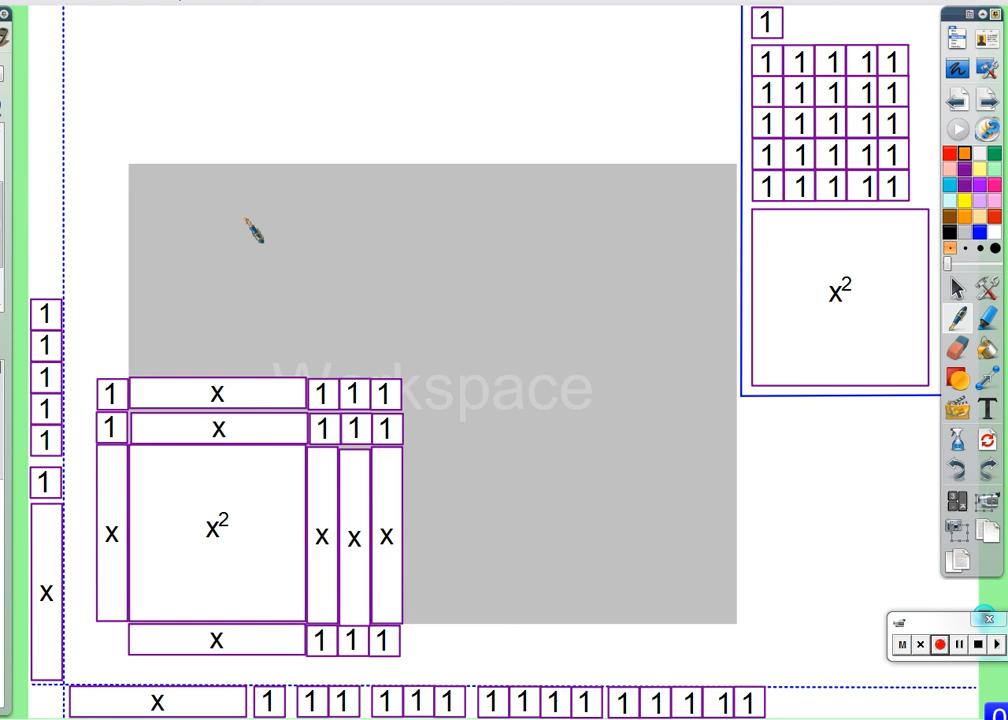 1
1 1 1 1 1
1 1 1 1 1
1 1 1 1 1
1 1 1 1 1
1 1 1 1 1
x²
1
1
1
1
1
1
x
1 x 1 1 1
Workspace
1 x 1 1 1
x x² x x x
x 1 1 1
x 1 1 1 1 1 1 1 1 1 1 1 1 1 1 1
T
M